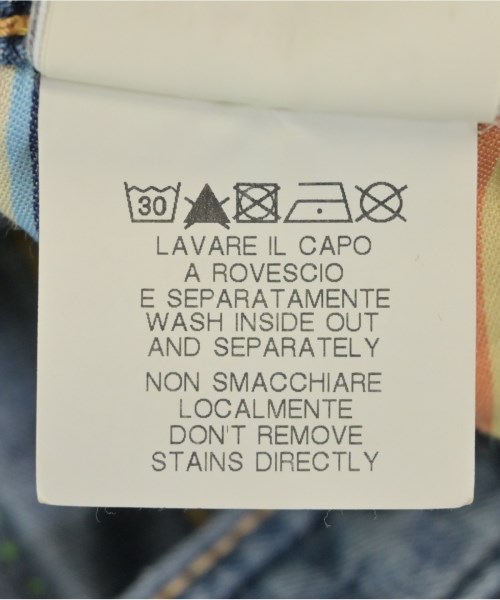 30
LAVARE IL CAPO
A ROVESCIO
E SEPARATAMENTE
WASH INSIDE OUT
AND SEPARATELY
NON SMACCHIARE
LOCALMENTE
DON'T REMOVE
STAINS DIRECTLY